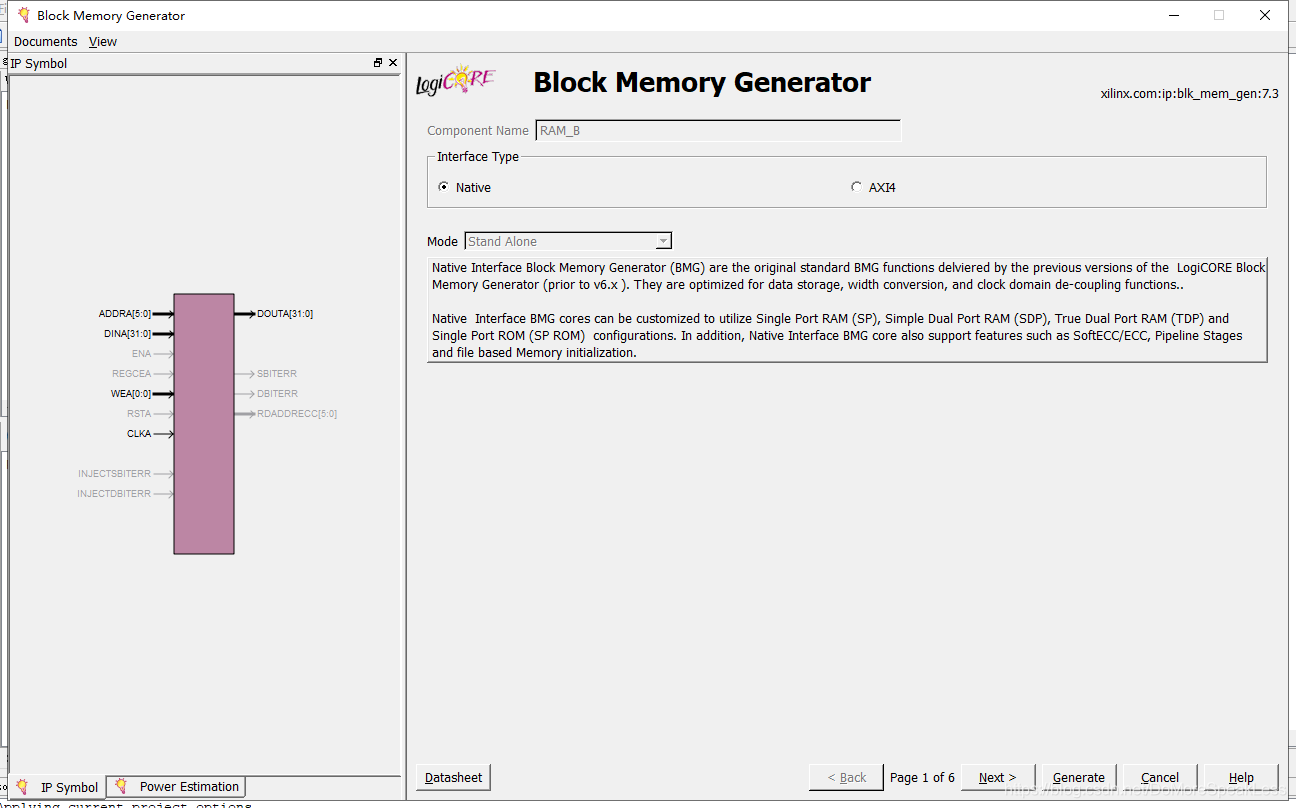 Block Memory Generator
Documents View
IP Symbol
LogiCORE
Block Memory Generator
xilinx.com:ip:blk_mem_gen:7.3
Component Name RAM_B
Interface Type
Native
AXI4
Mode Stand Alone
Native Interface Block Memory Generator (BMG) are the original standard BMG functions delviered by the previous versions of the LogiCORE Block
Memory Generator (prior to v6.x ). They are optimized for data storage, width conversion, and clock domain de-coupling functions..
Native Interface BMG cores can be customized to utilize Single Port RAM (SP), Simple Dual Port RAM (SDP), True Dual Port RAM (TDP) and
Single Port ROM (SP ROM) configurations. In addition, Native Interface BMG core also support features such as SoftECC/ECC, Pipeline Stages
and file based Memory initialization.
ADDRA[5:0]
DOUTA[31:0]
DINA[31:0]
ENA
REGCEA
SBITERR
WEA[0:0]
DBITERR
RSTA
RDADDRECC[5:0]
CLKA
INJECTSBITERR
INJECTDBITERR
Datasheet
< Back
Page 1 of 6
Next >
Generate
Cancel
Help
IP Symbol
Power Estimation
Applying current project options